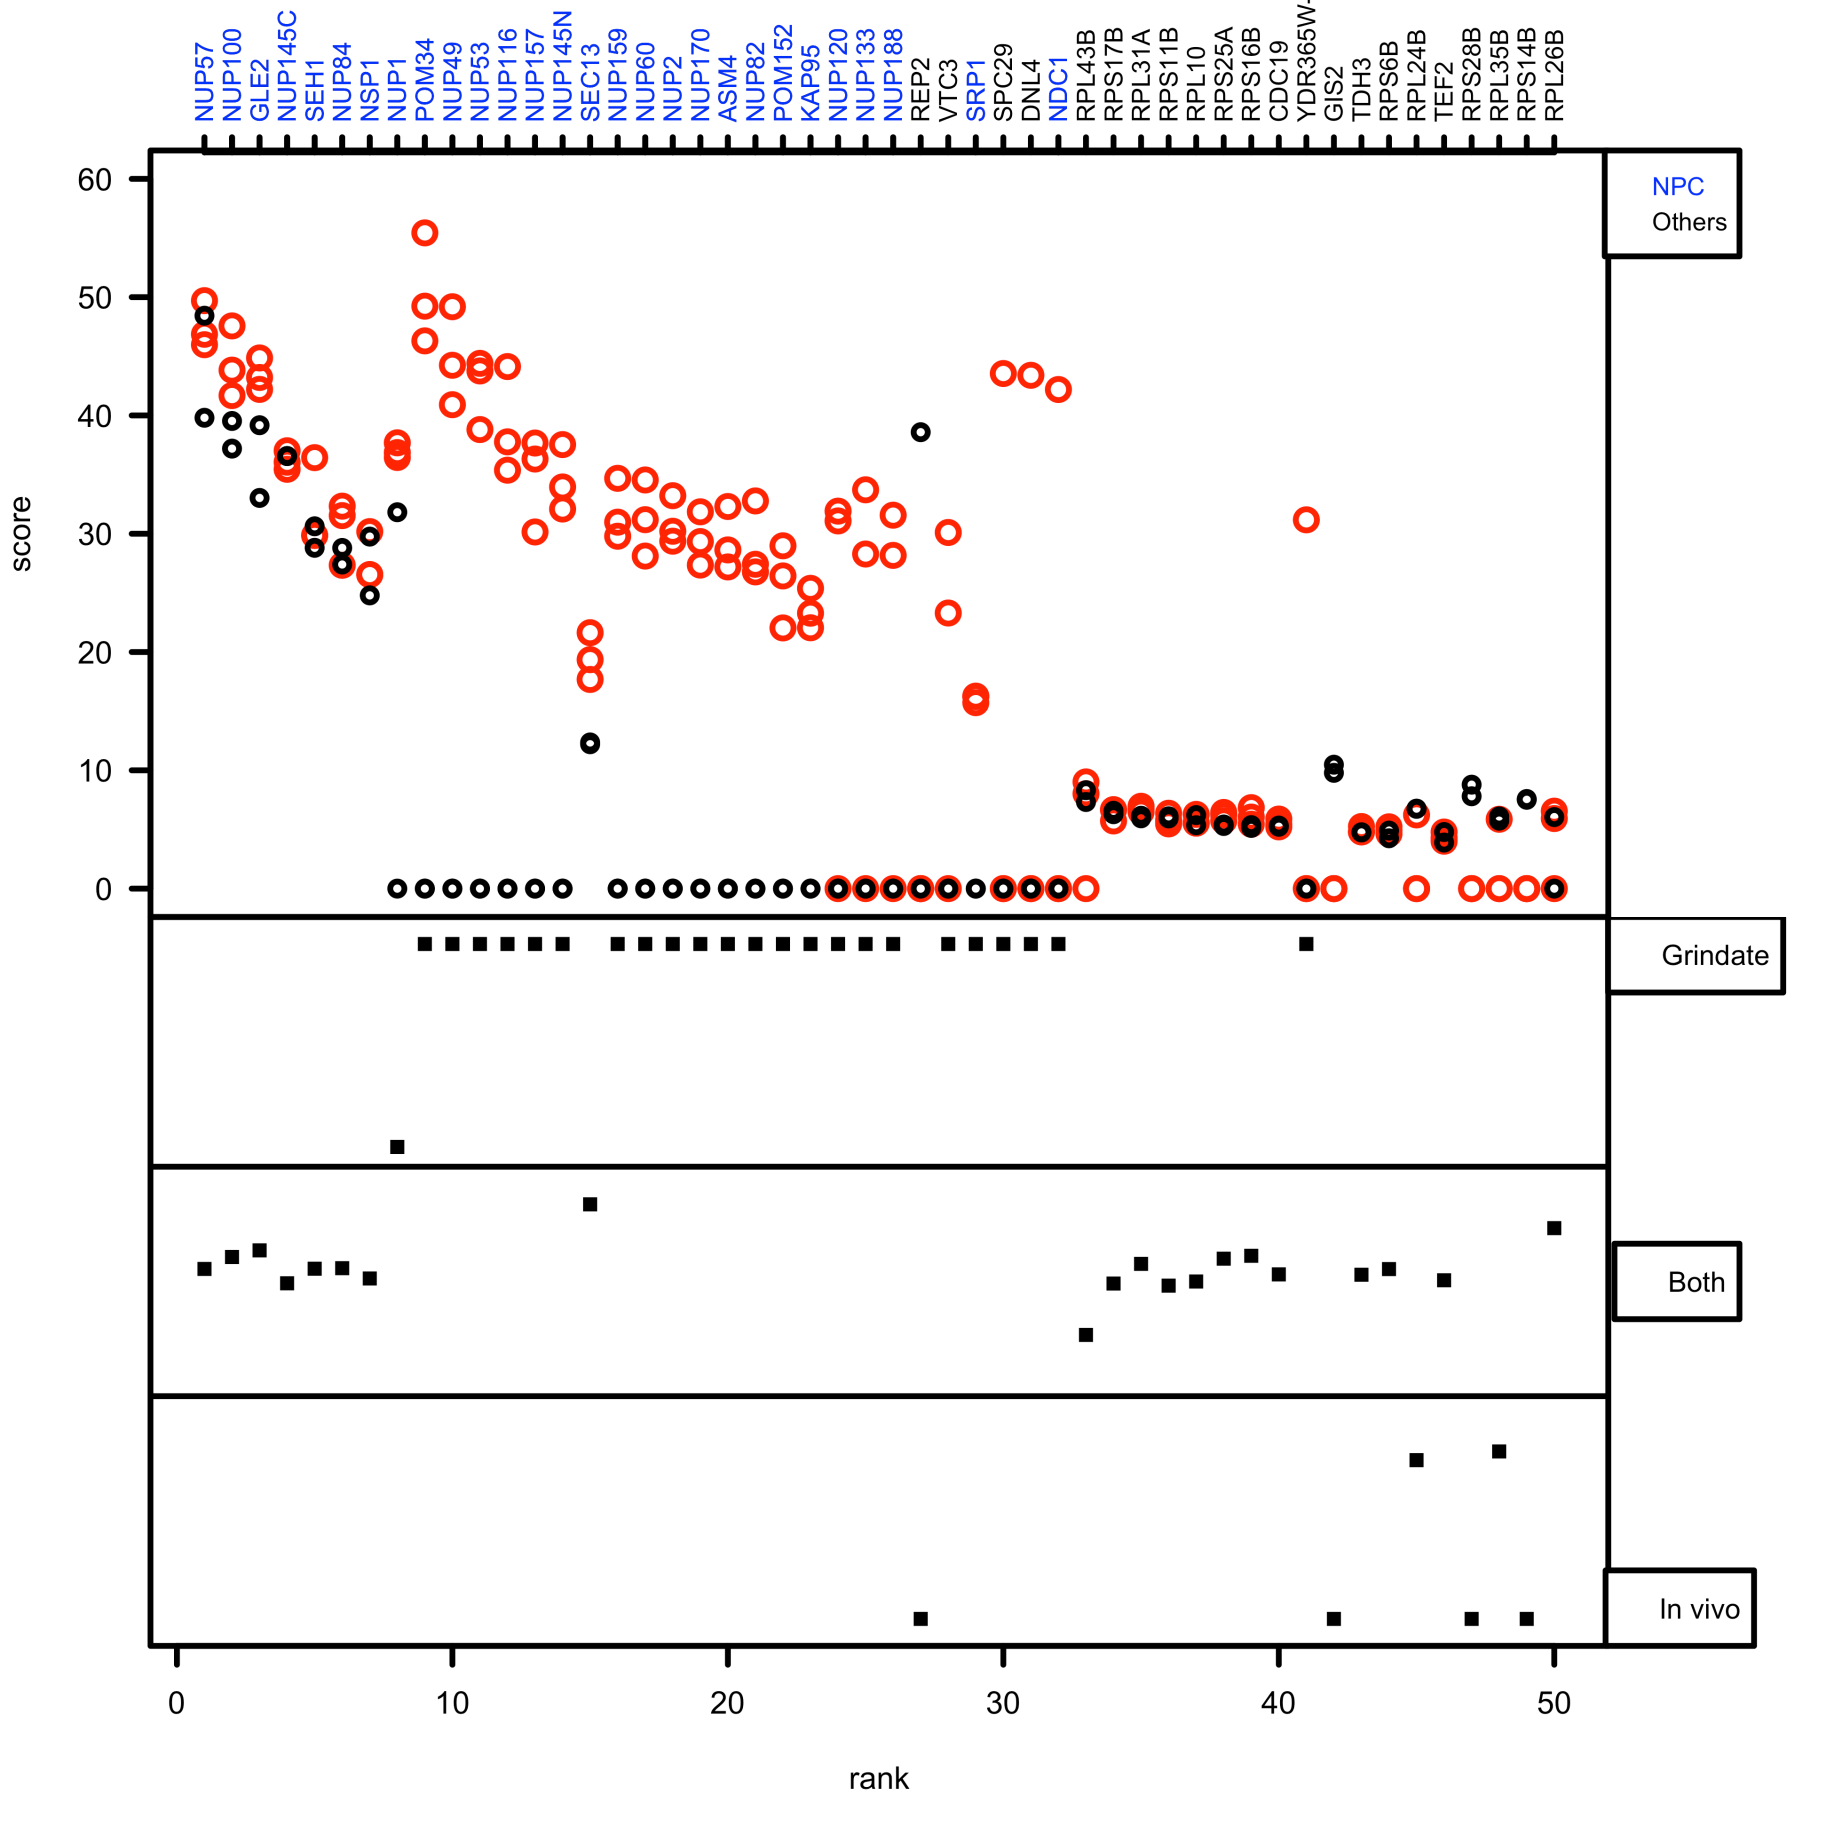 NUP57
NUP100
GLE2
NUP145C
SEH1
NUP84
NSP1
NUP1
POM34
NUP49
NUP53
NUP116
NUP157
NUP145N
SEC13
NUP159
NUP60
NUP2
NUP170
ASM4
NUP82
POM152
KAP95
NUP120
NUP133
NUP188
REP2
VTC3
SRP1
SPC29
DNL4
NDC1
RPL43B
RPS17B
RPL31A
RPS11B
RPL10
RPS25A
RPS16B
CDC19
YDR365W-
GIS2
TDH3
RPS6B
RPL24B
TEF2
RPS28B
RPL35B
RPS14B
RPL26B
60
50
40
30
20
10
0
score
NPC
Others
Grindate
Both
In vivo
0 10 20 30 40 50
rank